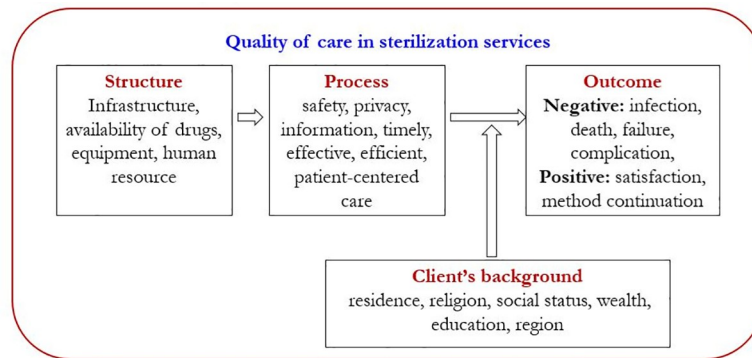 Quality of care in sterilization services
Structure
Infrastructure,
availability of drugs,
equipment, human
resource
Process
safety, privacy,
information, timely,
effective, efficient,
patient-centered
care
Outcome
Negative: infection,
death, failure,
complication,
Positive: satisfaction,
method continuation
Client's background
residence, religion, social status, wealth,
education, region